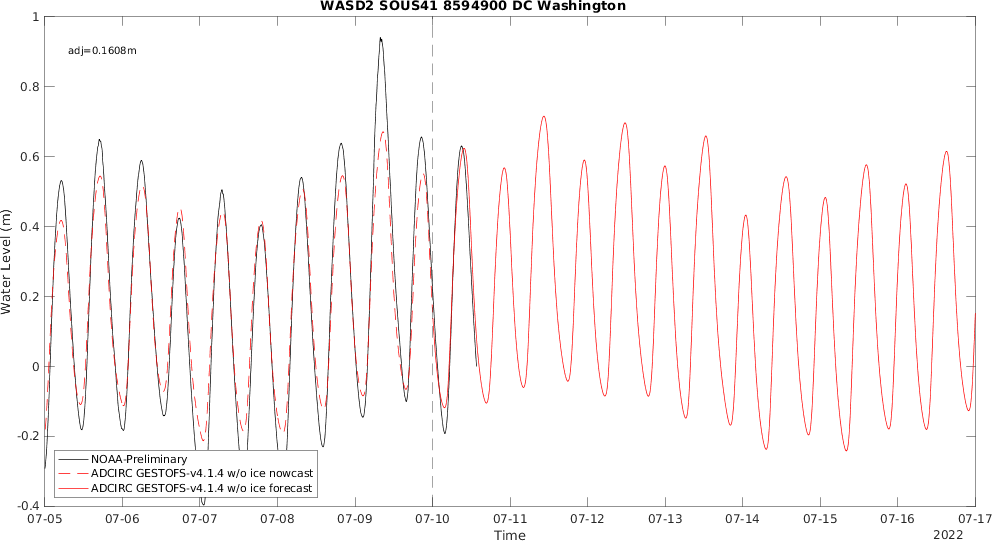 WASD2 SOUS41 8594900 DC Washington
1
adj=0.1608m
0.8
0.6
0.4
0.2
0
-0.2
-0.4
Water Level (m)
NOAA-Preliminary
ADCIRC GESTOFS-v4.1.4 w/o ice nowcast
ADCIRC GESTOFS-v4.1.4 w/o ice forecast
07-05 07-06 07-07 07-08 07-09 07-10 07-11 07-12 07-13 07-14 07-15 07-16 07-17
Time
2022